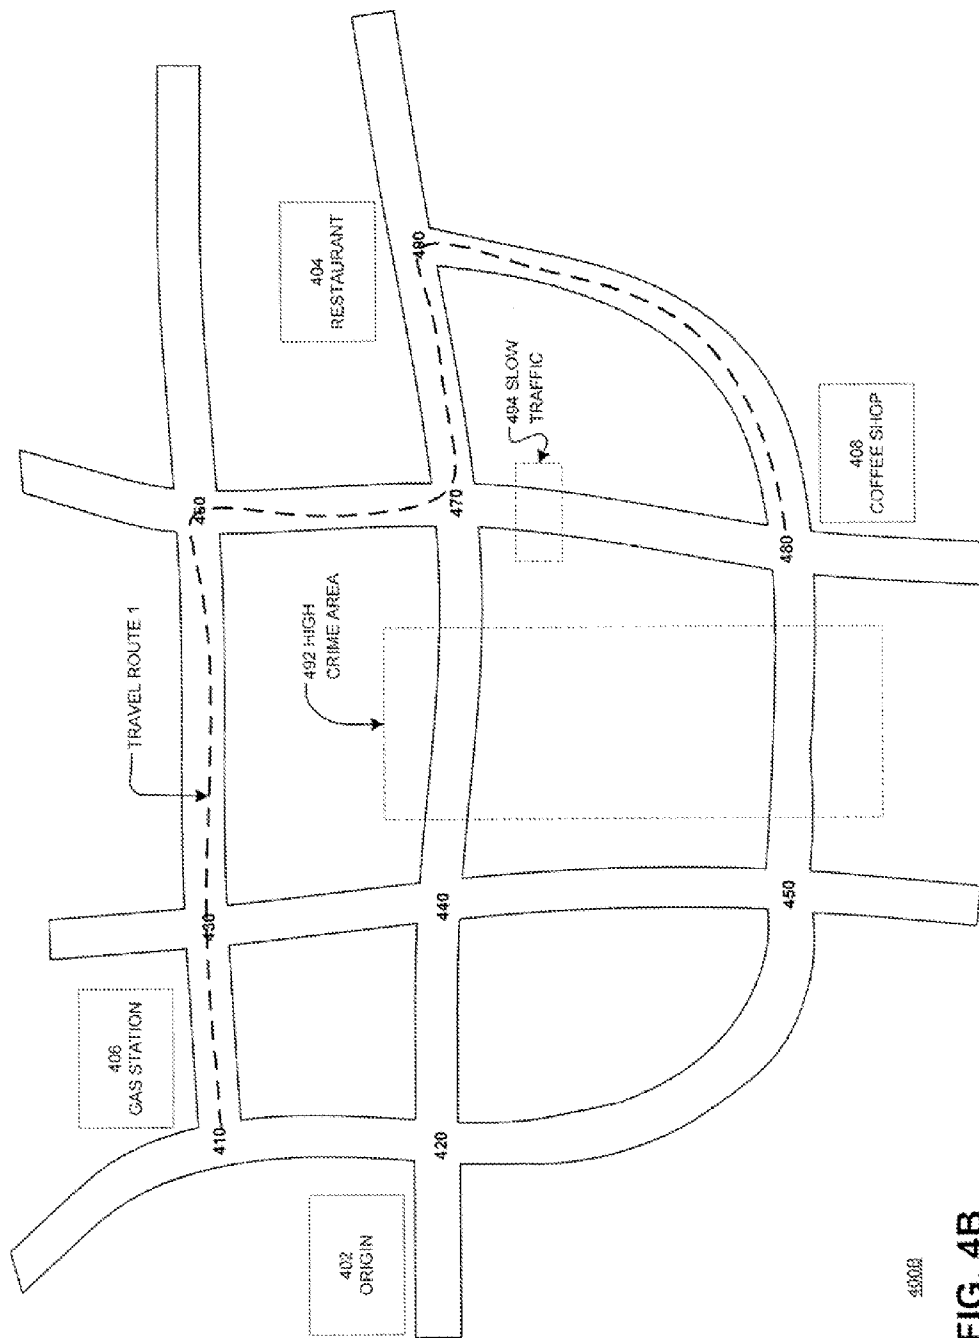 406
GAS STATION
TRAVEL ROUTE 1
410
430
460
402
ORIGIN
492 HIGH
CRIME AREA
404
RESTAURANT
420
440
470
490
494 SLOW
TRAFFIC
450
480
408
COFFEE SHOP
400B
FIG. 4B